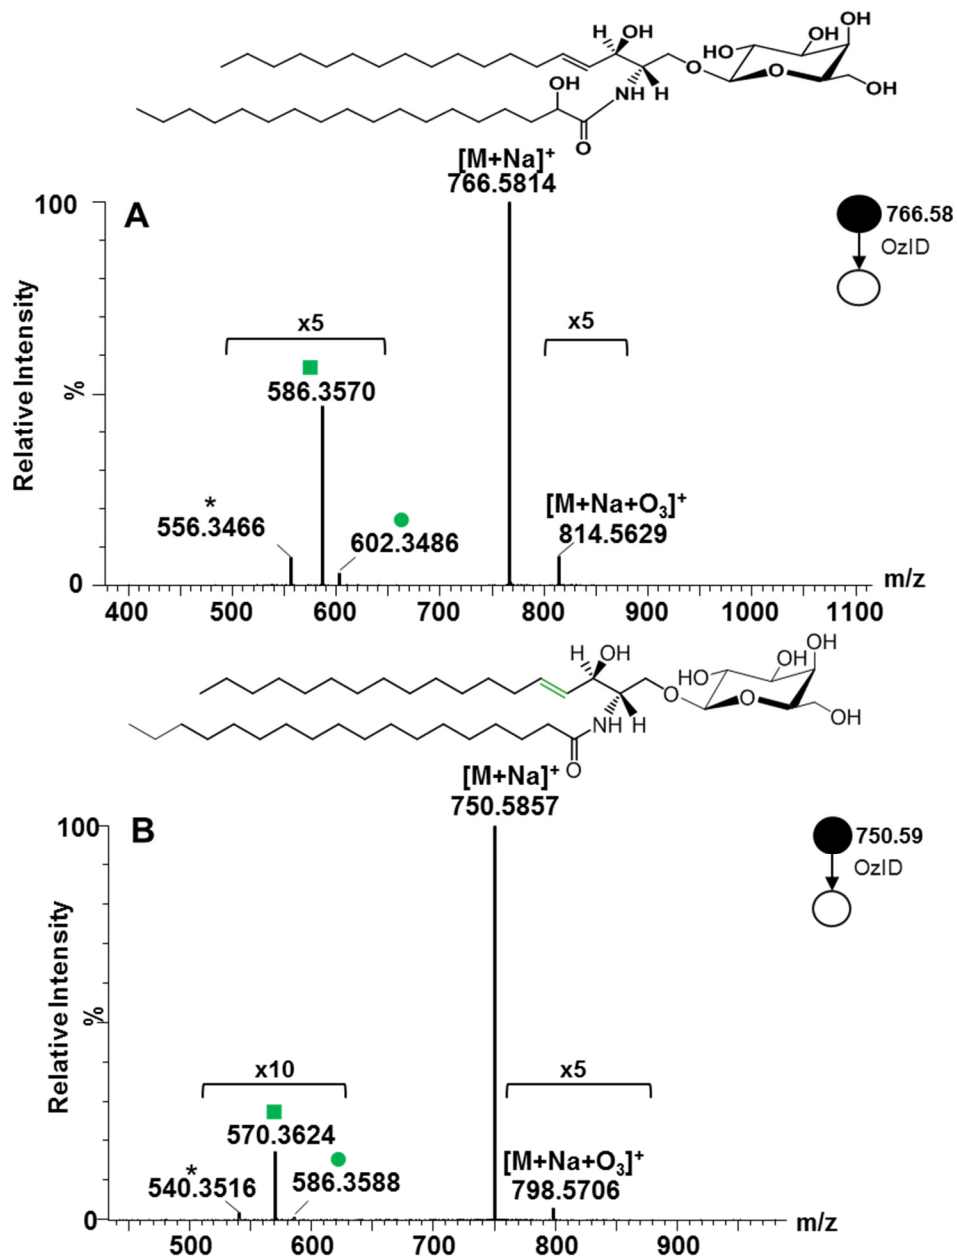 H OH
OH
OH
HO
O
O
OH
NH H
OH
O
[M+Na]+
766.5814
100
A
766.58
OzID
x5
x5
586.3570
Relative Intensity
%
*
556.3466
602.3486
[M+Na+O3]+
814.5629
0
m/z
400 500 600 700 800 900 1000 1100
H OH
OH
OH
HO
O
O
OH
NH H
O
[M+Na]+
750.5857
100
B
750.59
OzID
Relative Intensity
%
x10
x5
570.3624
*
540.3516
586.3588
[M+Na+O3]+
798.5706
0
m/z
500 600 700 800 900